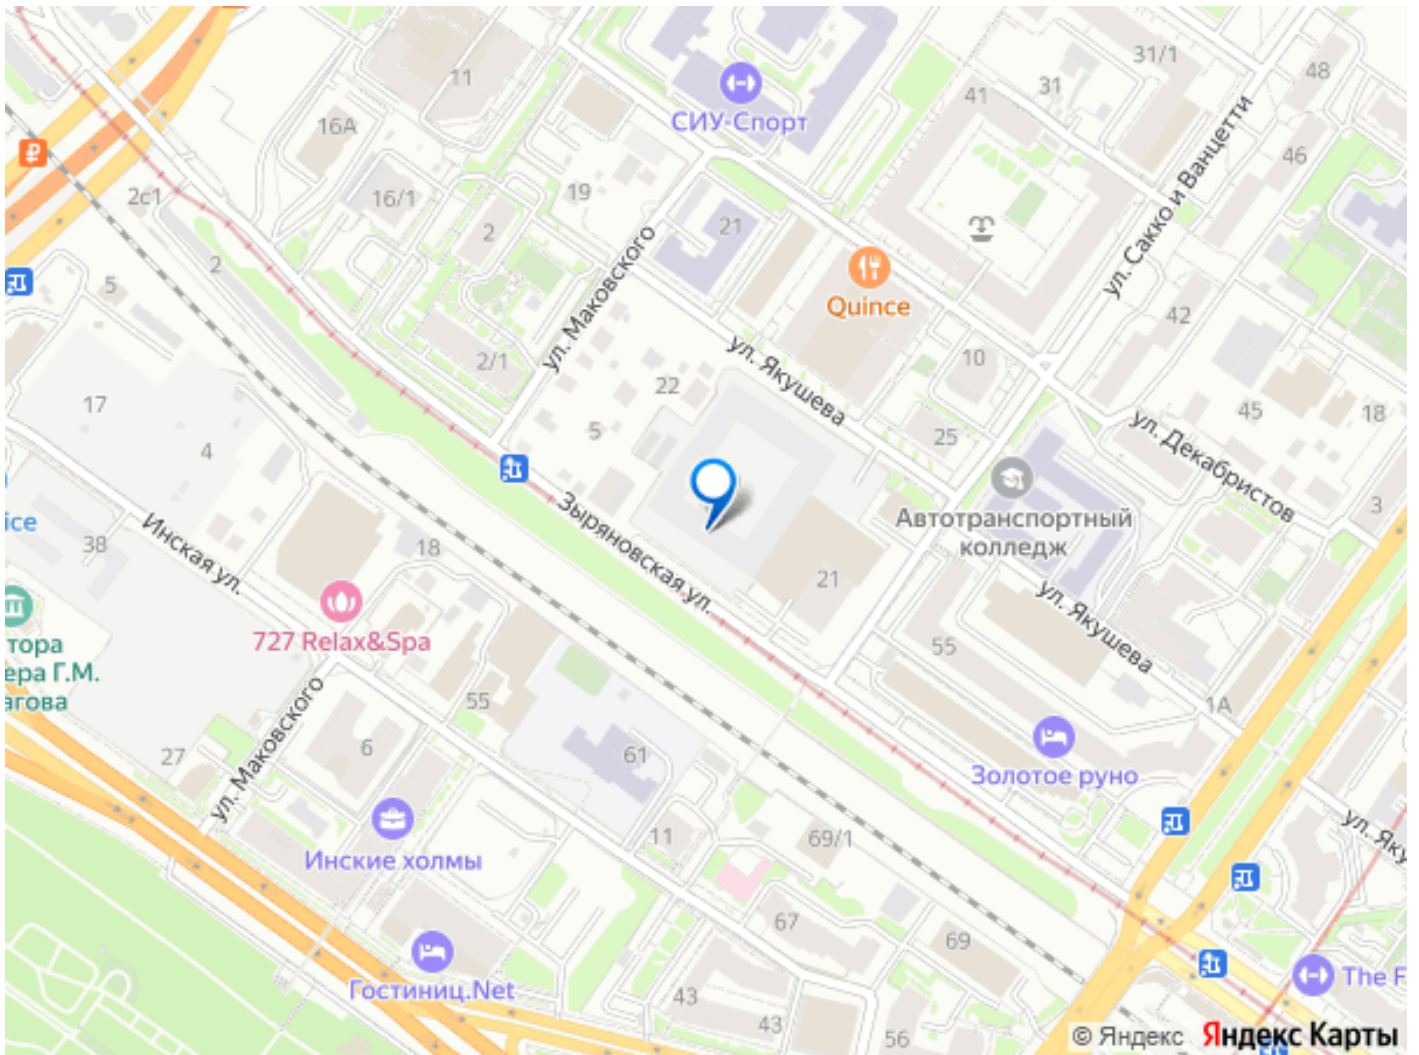 11
СИУ-Спорт
41
31
31/1
48
16А
46
2с1
16/1
19
2
21
ул. Сакко и Ванцетти
2
5
ул. Маковского
Quince
42
ул. Якушева
2/1
22
10
17
5
25
45
18
4
ул. Декабристов
3
ice
38
Инская ул.
18
Зыряновская ул.
Автотранспортный
колледж
21
727 Relax&Spa
тора
ера Г.М.
агова
ул. Якушева
55
ул. Маковского
55
1А
27
6
61
Золотое руно
Инские холмы
11
69/1
ул. Яку
67
69
Гостиниц.Net
43
43
56
The F
© Яндекс
Яндекс Карты